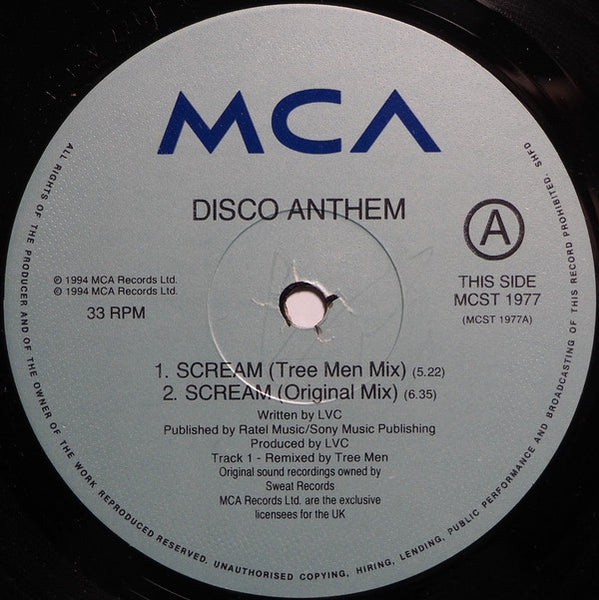 MCA
DISCO ANTHEM
A
℗ 1994 MCA Records Ltd.
© 1994 MCA Records Ltd.
33 RPM
THIS SIDE
MCST 1977
(MCST 1977A)
1. SCREAM (Tree Men Mix) (5.22)
2. SCREAM (Original Mix) (6.35)
Written by LVC
Published by Ratel Music/Sony Music Publishing
Produced by LVC
Track 1 - Remixed by Tree Men
Original sound recordings owned by
Sweat Records
MCA Records Ltd. are the exclusive
licensees for the UK
ALL RIGHTS OF THE PRODUCER AND OF THE OWNER OF THE WORK REPRODUCED RESERVED. UNAUTHORISED COPYING, HIRING, LENDING, PUBLIC PERFORMANCE AND BROADCASTING OF THIS RECORD PROHIBITED. SHFD